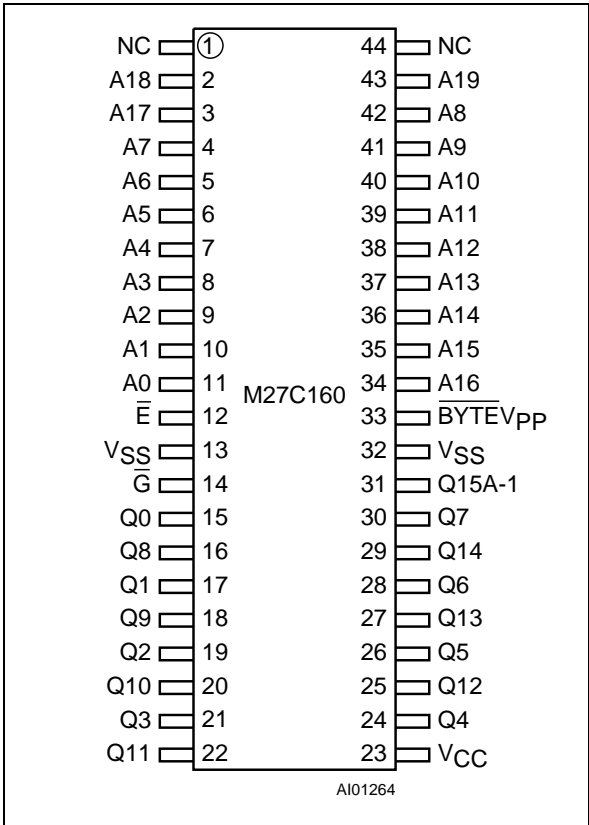 NC 1 44 NC
A18 2 43 A19
A17 3 42 A8
A7 4 41 A9
A6 5 40 A10
A5 6 39 A11
A4 7 38 A12
A3 8 37 A13
A2 9 36 A14
A1 10 35 A15
A0 11 34 A16
M27C160
E̅ 12 33 B̅Y̅T̅E̅VPP
VSS 13 32 VSS
G̅ 14 31 Q15A-1
Q0 15 30 Q7
Q8 16 29 Q14
Q1 17 28 Q6
Q9 18 27 Q13
Q2 19 26 Q5
Q10 20 25 Q12
Q3 21 24 Q4
Q11 22 23 VCC
AI01264